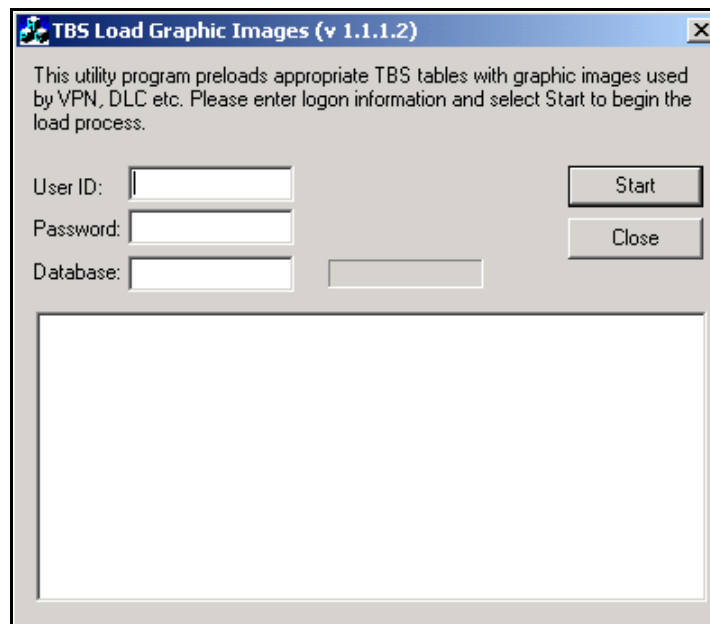 TBS Load Graphic Images (v 1.1.1.2)
This utility program preloads appropriate TBS tables with graphic images used
by VPN, DLC etc. Please enter logon information and select Start to begin the
load process.
User ID:
Start
Password:
Close
Database: